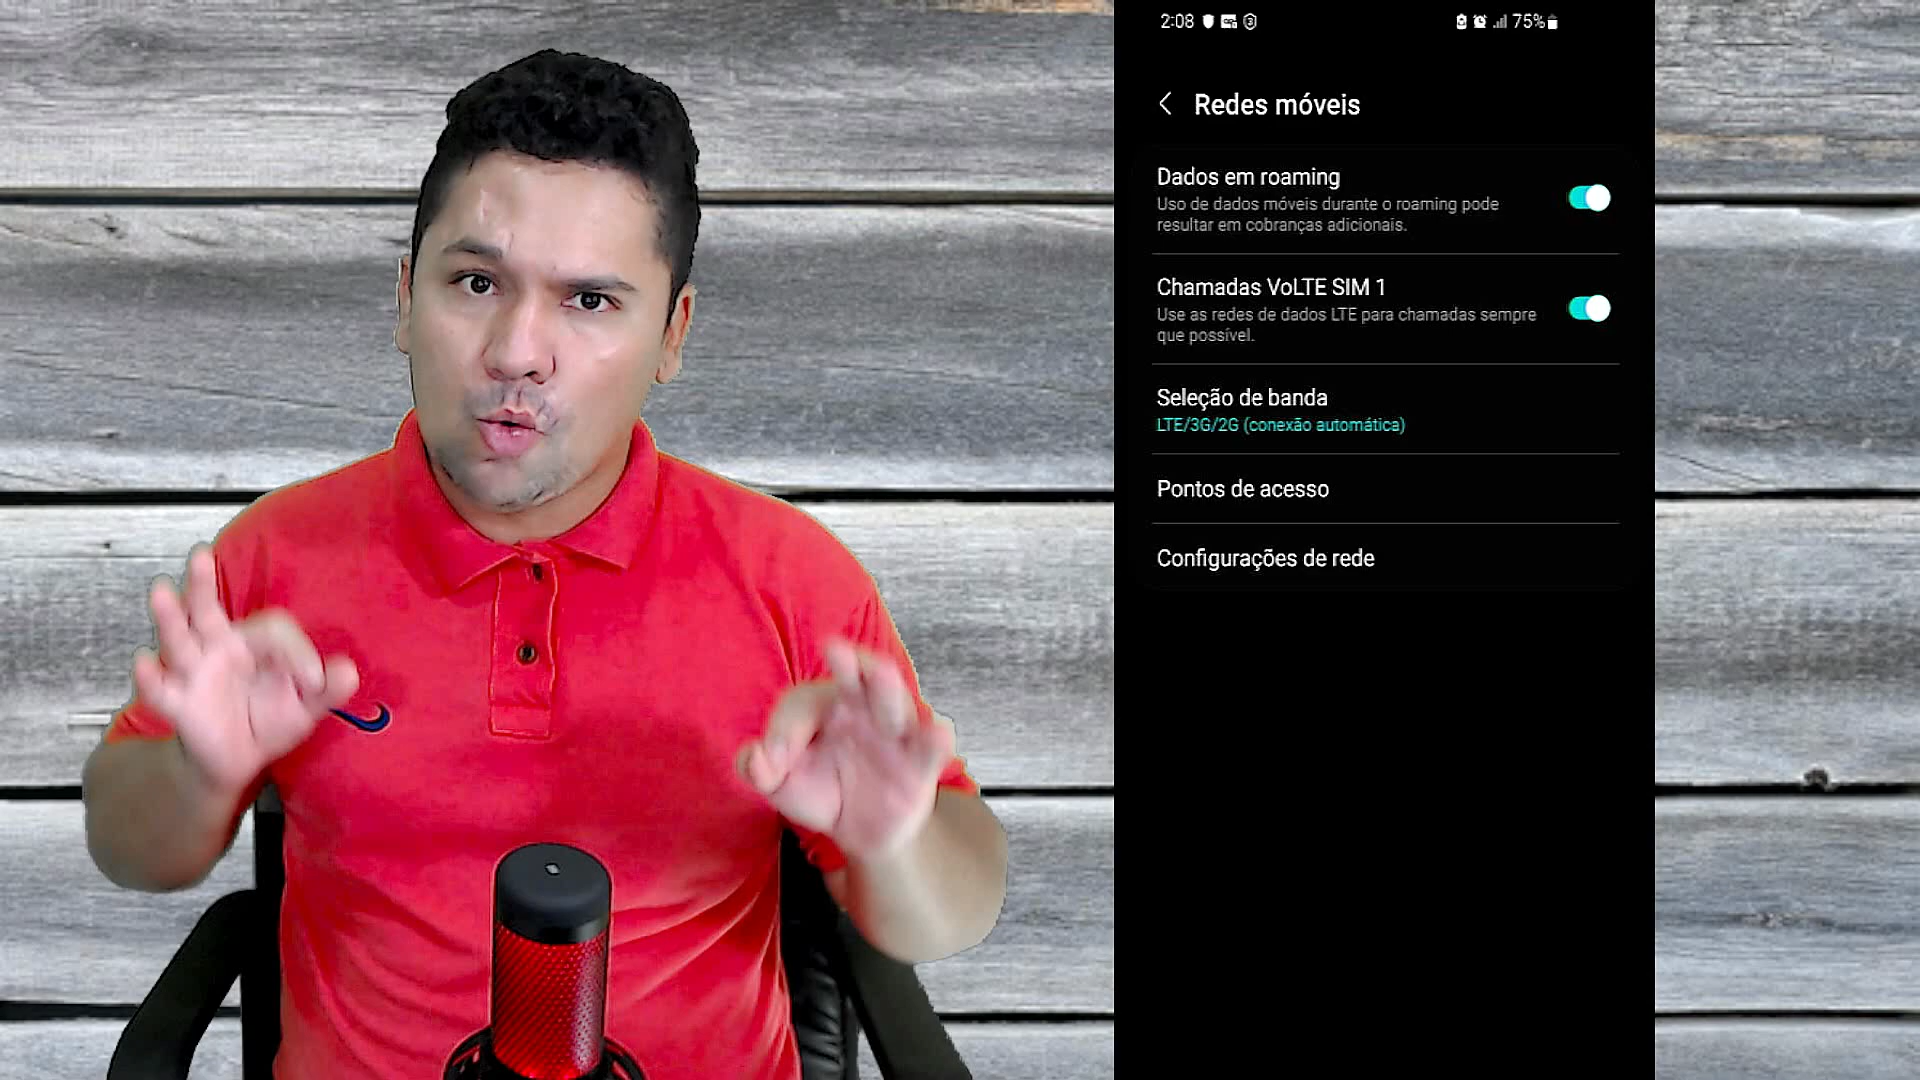 2:08
75%
Redes móveis
Dados em roaming
Uso de dados móveis durante o roaming pode
resultar em cobranças adicionais.
Chamadas VoLTE SIM 1
Use as redes de dados LTE para chamadas sempre
que possível.
Seleção de banda
LTE/3G/2G (conexão automática)
Pontos de acesso
Configurações de rede